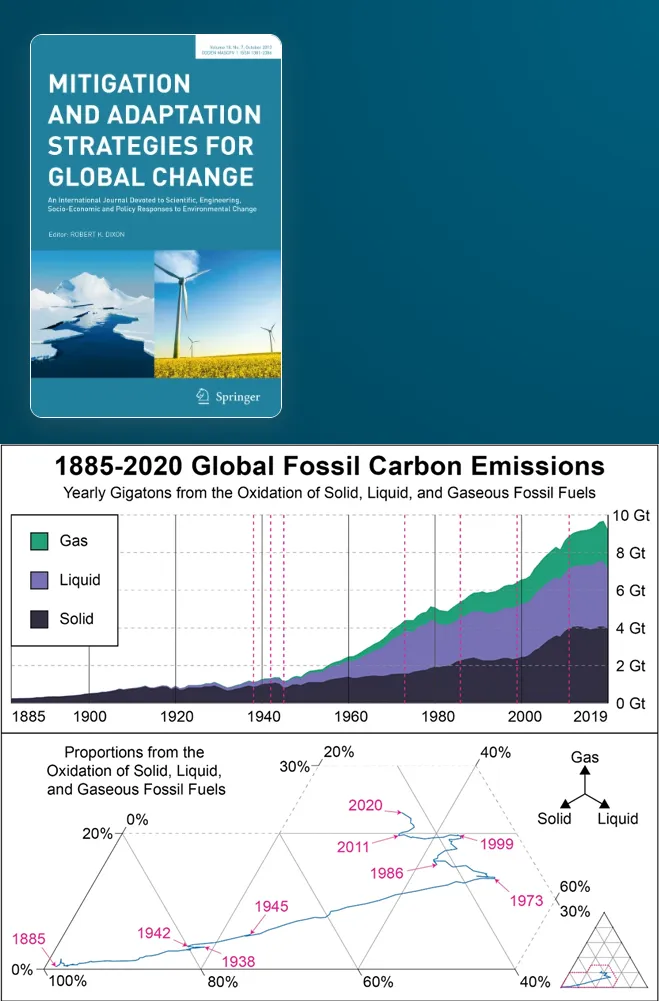 Volume 18, No. 7, October 2013
MITIGATION
AND ADAPTATION
STRATEGIES FOR
GLOBAL CHANGE
An International Journal Devoted to Scientific, Engineering,
Socio-Economic and Policy Responses to Environmental Change
Editor: ROBERT K. DIXON
Springer
1885-2020 Global Fossil Carbon Emissions
Yearly Gigatons from the Oxidation of Solid, Liquid, and Gaseous Fossil Fuels
Gas
Liquid
Solid
10 Gt
8 Gt
6 Gt
4 Gt
2 Gt
0 Gt
1885 1900 1920 1940 1960 1980 2000 2019
Proportions from the
Oxidation of Solid, Liquid,
and Gaseous Fossil Fuels
30%
20%
40%
Gas
Solid
Liquid
2020
0%
20%
2011
1999
1986
1973
60%
30%
1945
1942
1938
1885
0%
100%
80%
60%
40%